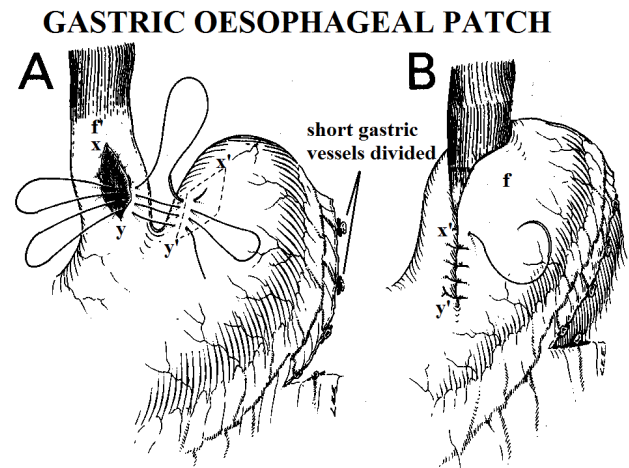 GASTRIC OESOPHAGEAL PATCH
A
B
short gastric
vessels divided
f'
x
x'
y
y'
f
x'
y'